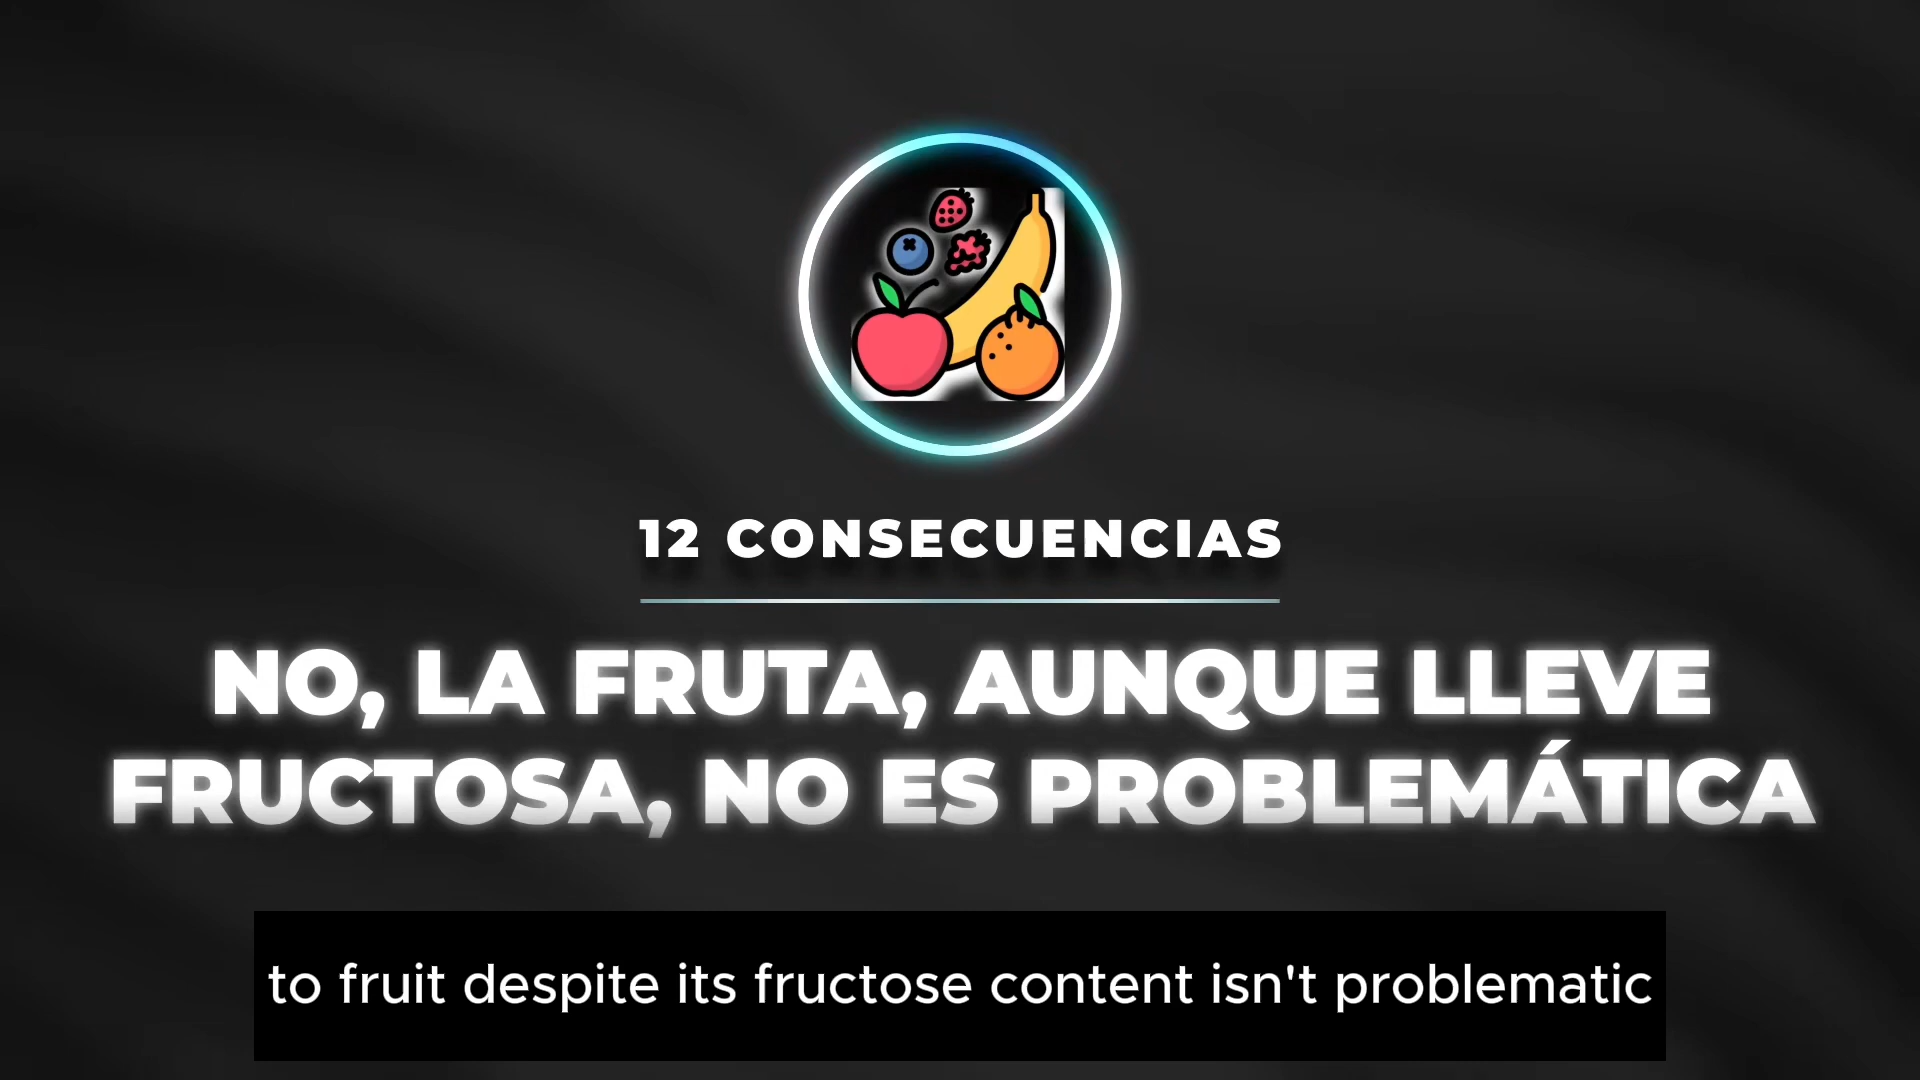 12 CONSECUENCIAS
NO, LA FRUTA, AUNQUE LLEVE
FRUCTOSA, NO ES PROBLEMÁTICA
to fruit despite its fructose content isn't problematic